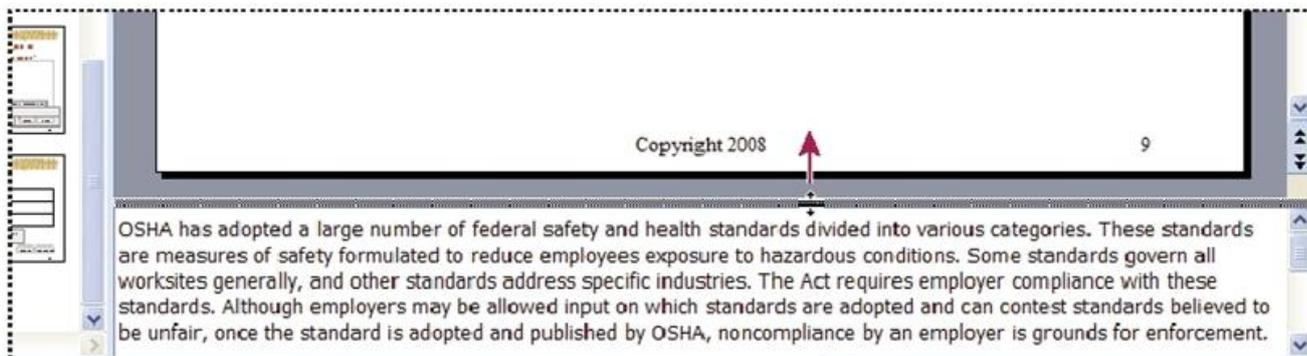 Copyright 2008 9
OSHA has adopted a large number of federal safety and health standards divided into various categories. These standards
are measures of safety formulated to reduce employees exposure to hazardous conditions. Some standards govern all
worksites generally, and other standards address specific industries. The Act requires employer compliance with these
standards. Although employers may be allowed input on which standards are adopted and can contest standards believed to
be unfair, once the standard is adopted and published by OSHA, noncompliance by an employer is grounds for enforcement.